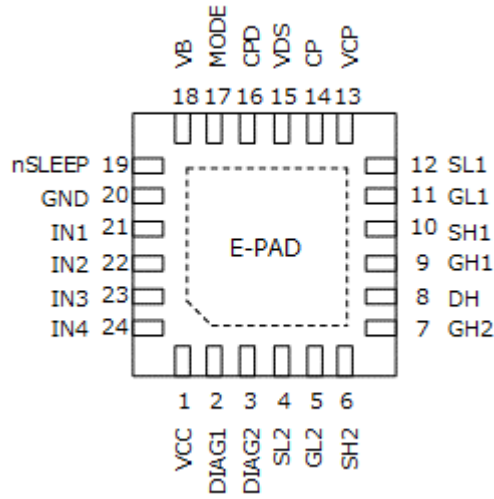 VB MODE CPD VDS CP VCP
18 17 16 15 14 13
nSLEEP 19
GND 20
IN1 21
IN2 22
IN3 23
IN4 24
E-PAD
12 SL1
11 GL1
10 SH1
9 GH1
8 DH
7 GH2
1 2 3 4 5 6
VCC DIAG1 DIAG2 SL2 GL2 SH2